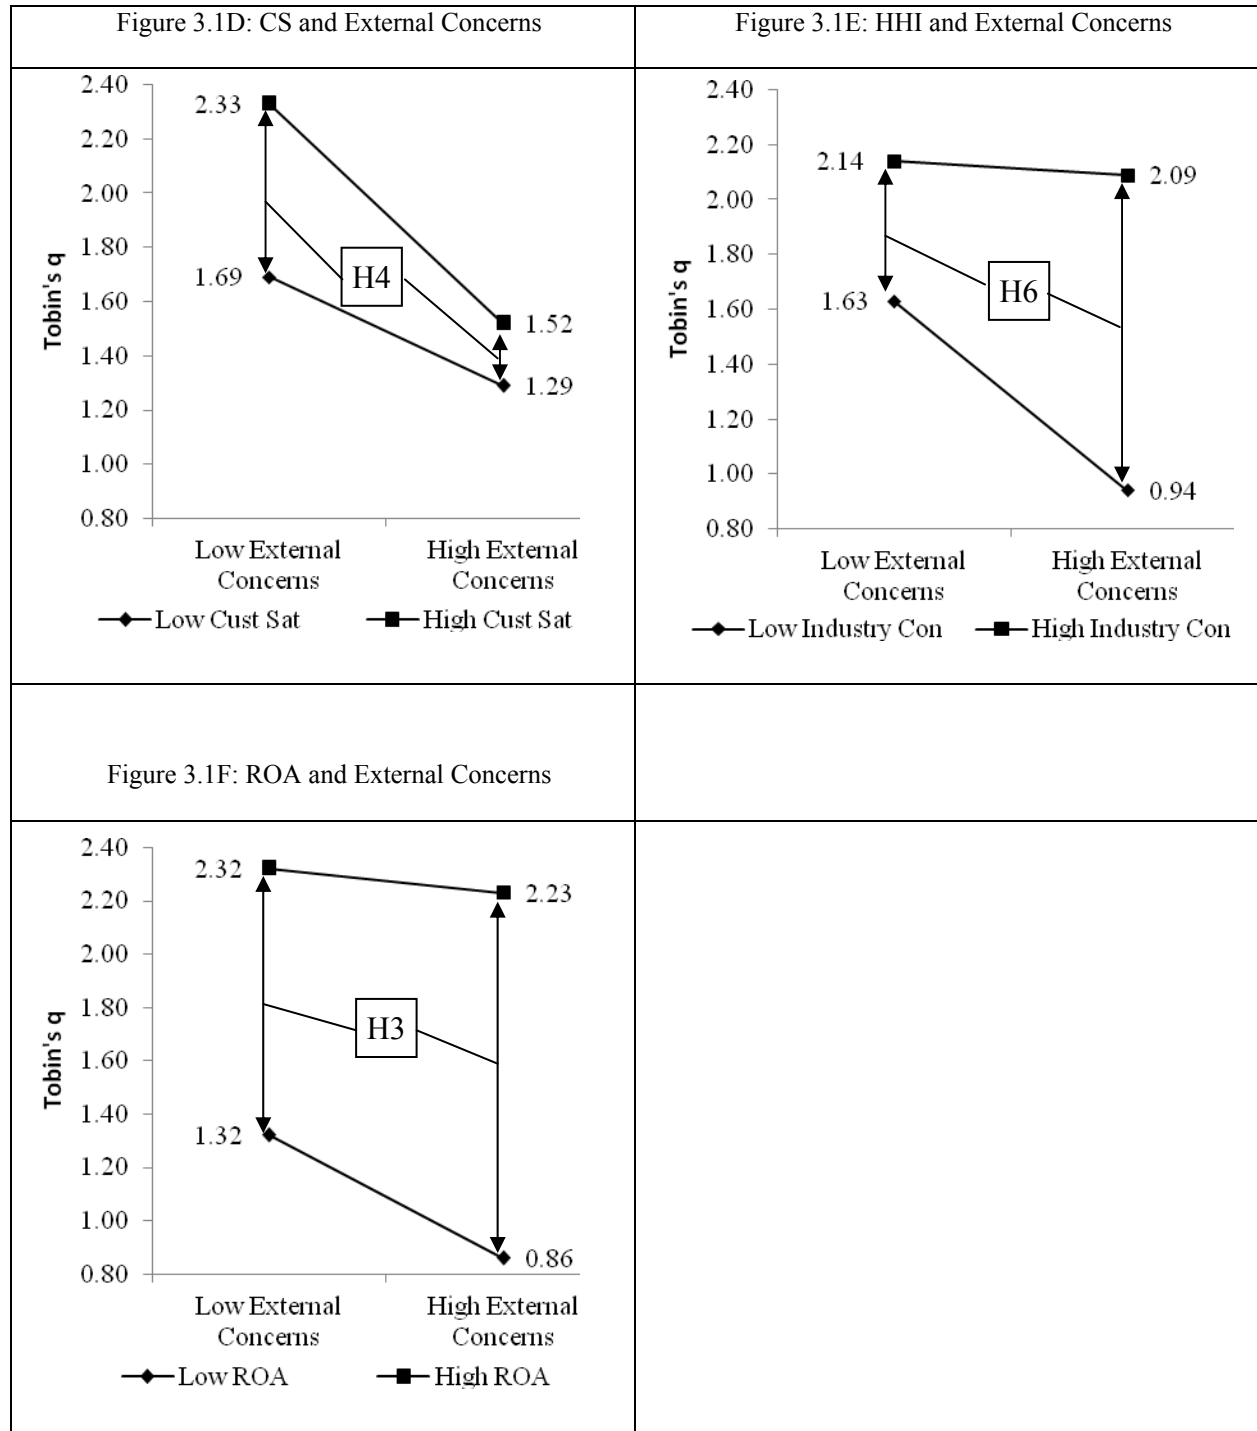 Figure 3.1D: CS and External Concerns
2.40
2.20
2.00
1.80
1.60
1.40
1.20
1.00
0.80
Tobin's q
2.33
1.69
H4
1.52
1.29
Low External
Concerns
High External
Concerns
Low Cust Sat
High Cust Sat
Figure 3.1E: HHI and External Concerns
2.40
2.20
2.00
1.80
1.60
1.40
1.20
1.00
0.80
Tobin's q
2.14
1.63
H6
2.09
0.94
Low External
Concerns
High External
Concerns
Low Industry Con
High Industry Con
Figure 3.1F: ROA and External Concerns
2.40
2.20
2.00
1.80
1.60
1.40
1.20
1.00
0.80
Tobin's q
2.32
1.32
H3
2.23
0.86
Low External
Concerns
High External
Concerns
Low ROA
High ROA